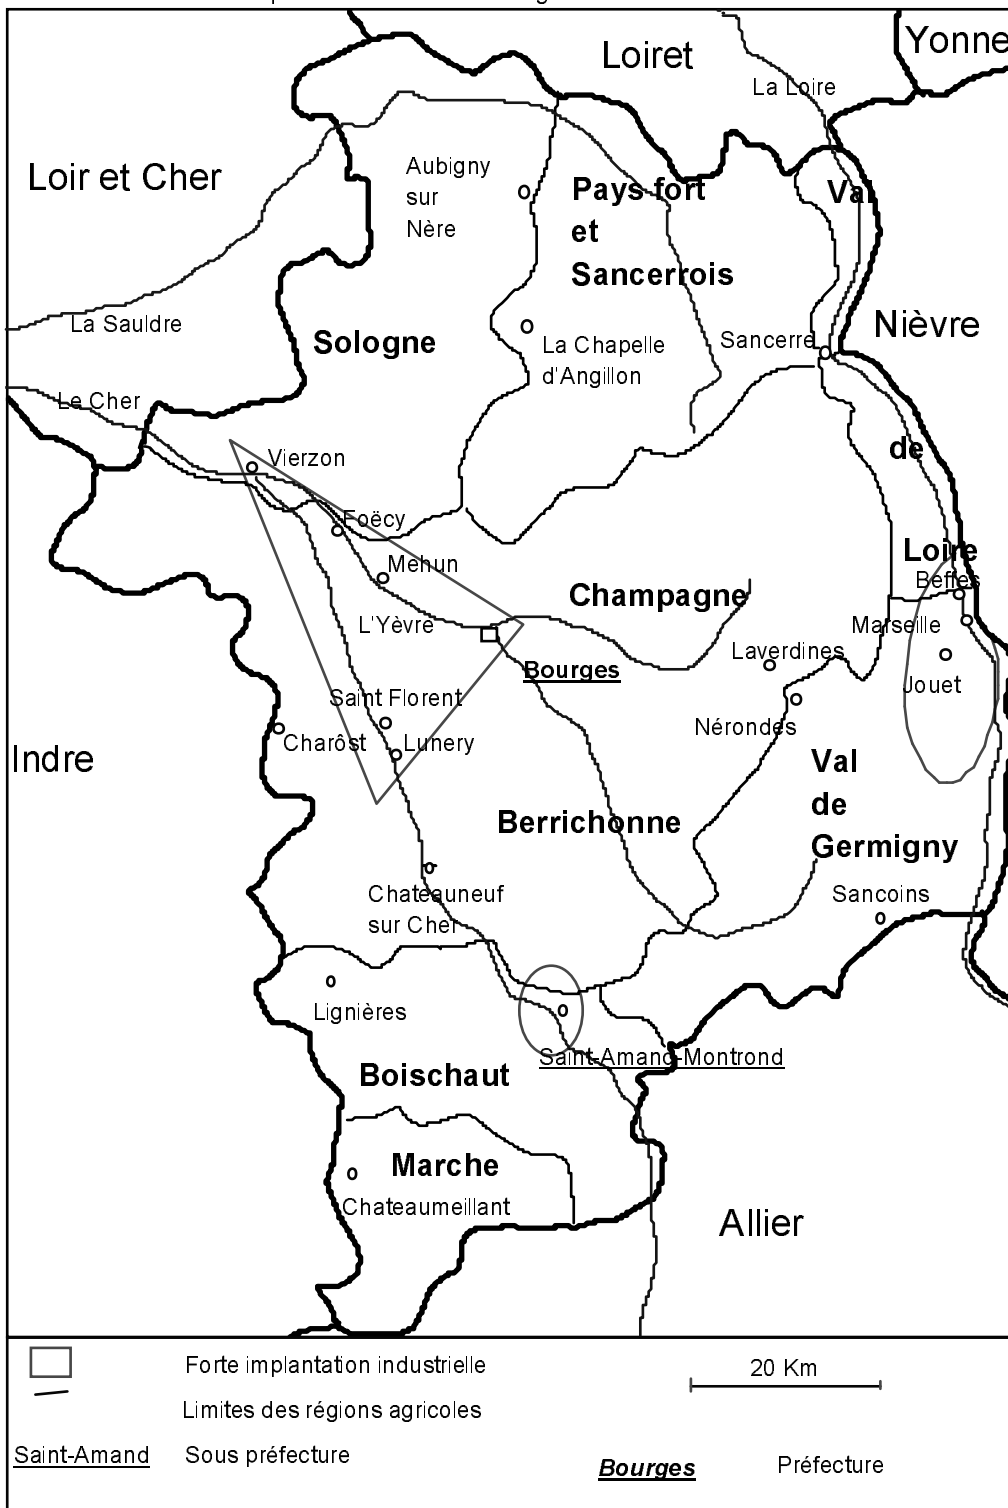 Loiret
Yonne
La Loire
Loir et Cher
Aubigny
sur
Nère
Pays fort
et
Sancerrois
Val
La Sauldre
Sologne
La Chapelle
d'Angillon
Sancerre
Nièvre
Le Cher
Vierzon
de
Foëcy
Loire
Mehun
Beffes
Champagne
L'Yèvre
Marseille
Laverdines
Bourges
Jouet
Saint Florent
Nérondes
Charôst
Lunery
Indre
Val
de
Germigny
Berrichonne
Chateauneuf
sur Cher
Sancoins
Lignières
Saint-Amand-Montrond
Boischaut
Marche
Chateaumeillant
Allier
Forte implantation industrielle
20 Km
Limites des régions agricoles
Saint-Amand
Sous préfecture
Bourges
Préfecture